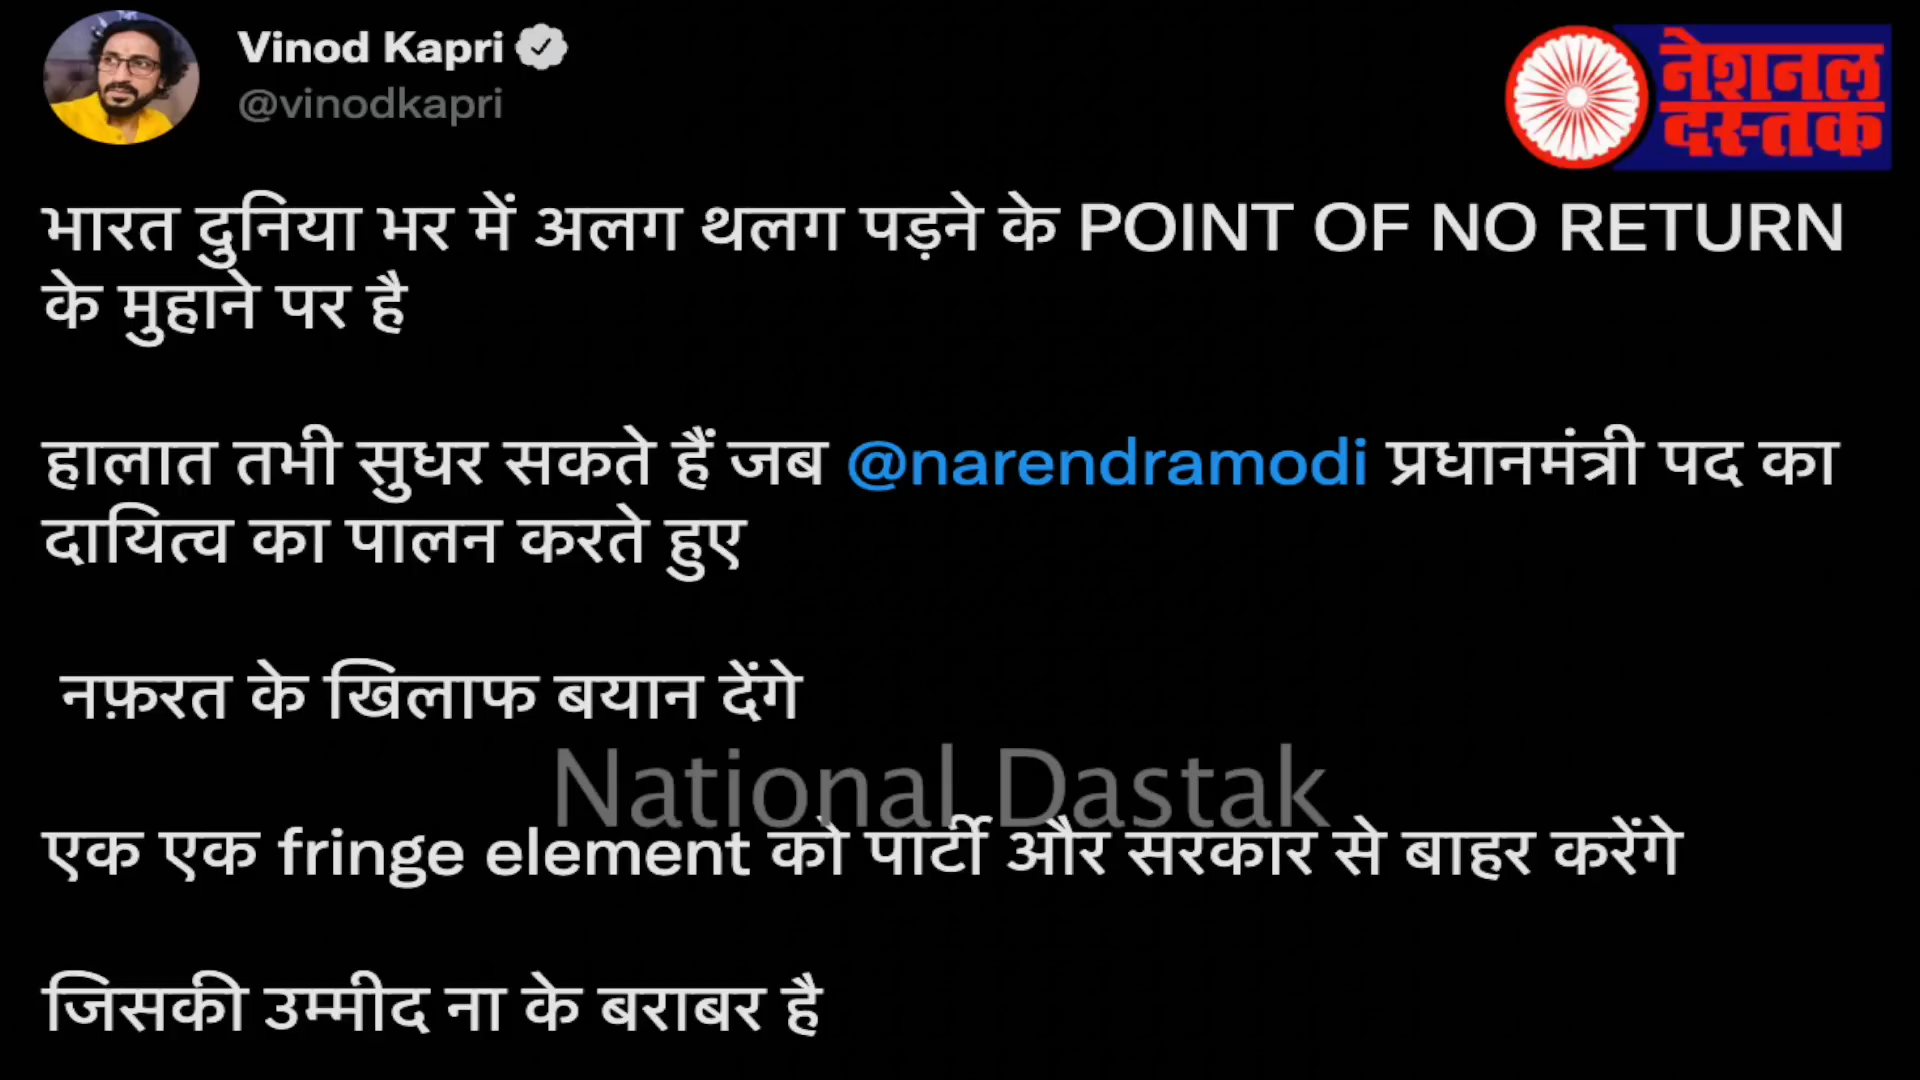 Vinod Kapri
@vinodkapri
नेशनल
दस्तक
भारत दुनिया भर में अलग थलग पड़ने के POINT OF NO RETURN
के मुहाने पर है
हालात तभी सुधर सकते हैं जब @narendramodi प्रधानमंत्री पद का
दायित्व का पालन करते हुए
नफ़रत के खिलाफ बयान देंगे
National Dastak
एक एक fringe element को पार्टी और सरकार से बाहर करेंगे
जिसकी उम्मीद ना के बराबर है